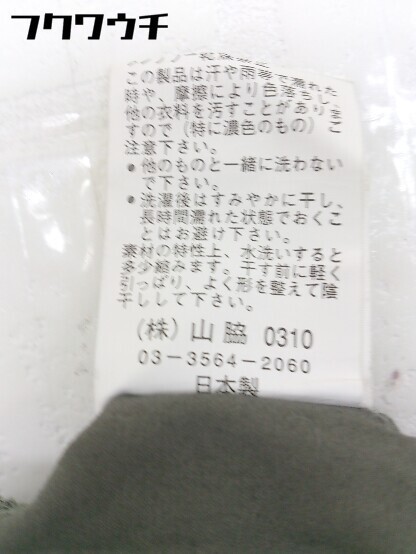 フクワウチ
この製品は汗や雨等で濡れた
時や、摩擦により色落ちし、
他の衣料を汚すことがありま
すので（特に濃色のもの）ご
注意下さい。
●他のものと一緒に洗わない
で下さい。
●洗濯後はすみやかに干し、
長時間濡れた状態でおくこ
とはお避け下さい。
素材の特性上、水洗いすると
多少縮みます。干す前に軽く
引っぱり、よく形を整えて陰
干しして下さい。
（株）山脇 0310
03-3564-2060
日本製